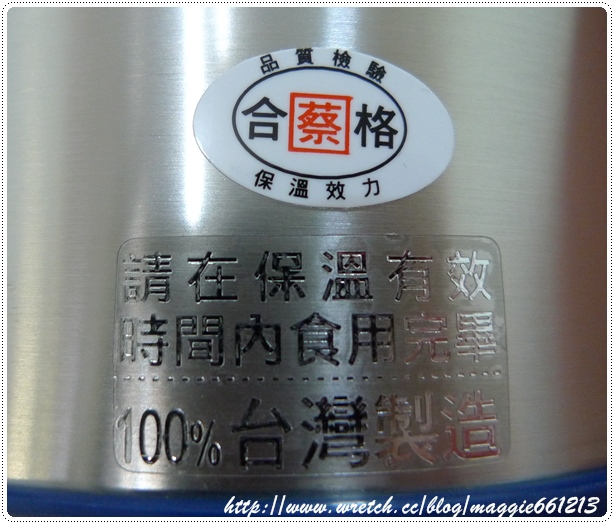 品質檢驗
合蔡格
保溫效力
請在保溫有效
時間內食用完畢
100%台灣製造
http://www.wretch.cc/blog/maggie661213